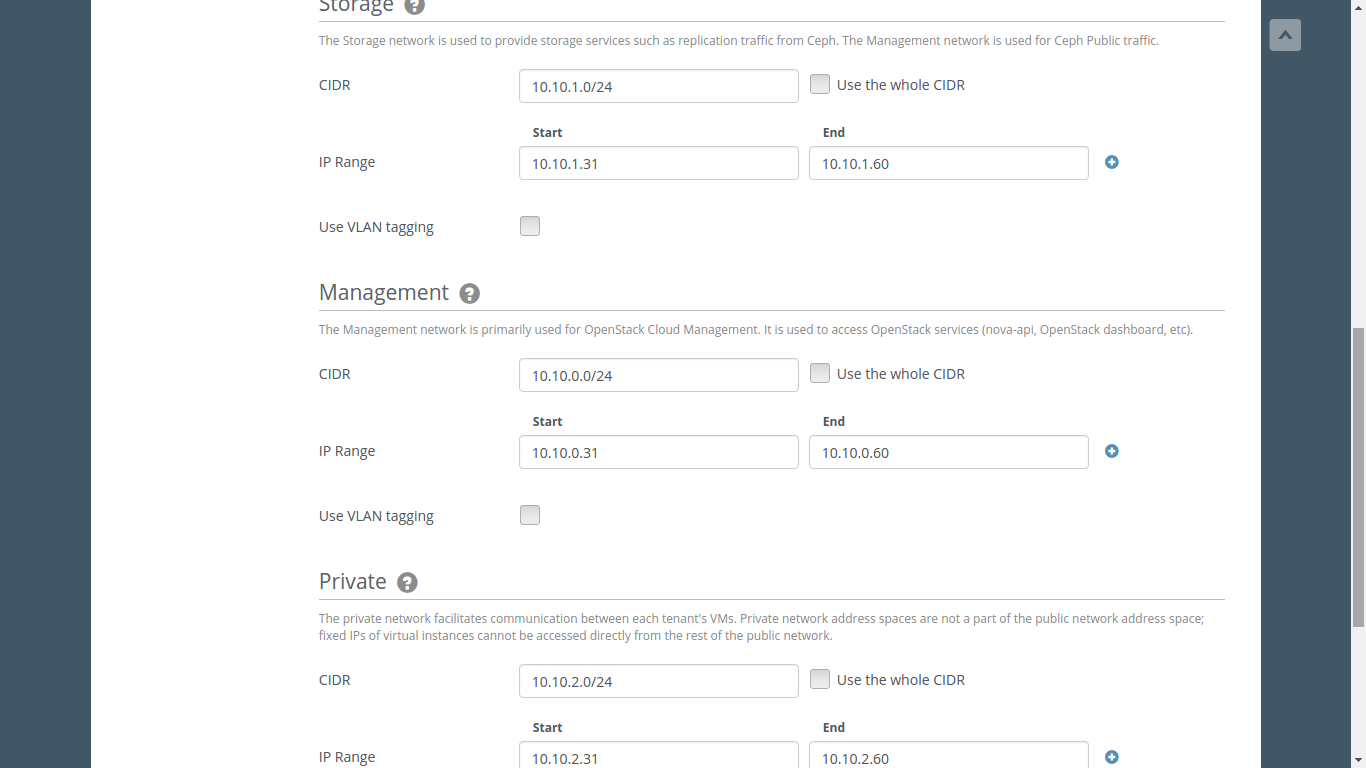 Storage
The Storage network is used to provide storage services such as replication traffic from Ceph. The Management network is used for Ceph Public traffic.
CIDR 10.10.1.0/24 Use the whole CIDR
Start End
IP Range 10.10.1.31 10.10.1.60
Use VLAN tagging
Management
The Management network is primarily used for OpenStack Cloud Management. It is used to access OpenStack services (nova-api, OpenStack dashboard, etc).
CIDR 10.10.0.0/24 Use the whole CIDR
Start End
IP Range 10.10.0.31 10.10.0.60
Use VLAN tagging
Private
The private network facilitates communication between each tenant's VMs. Private network address spaces are not a part of the public network address space;
fixed IPs of virtual instances cannot be accessed directly from the rest of the public network.
CIDR 10.10.2.0/24 Use the whole CIDR
Start End
IP Range 10.10.2.31 10.10.2.60